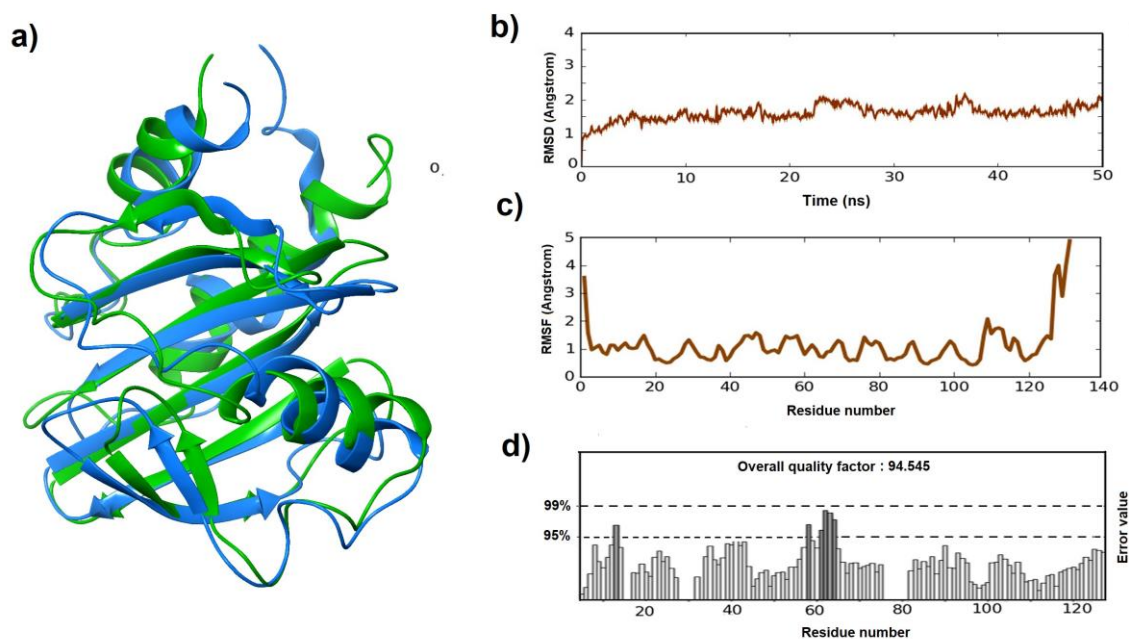 a)
o.
b)
4
3
2
1
0
RMSD (Angstrom)
0 10 20 30 40 50
Time (ns)
c)
5
4
3
2
1
0
RMSF (Angstrom)
0 20 40 60 80 100 120 140
Residue number
d)
Overall quality factor : 94.545
99%
95%
Error value
20 40 60 80 100 120
Residue number